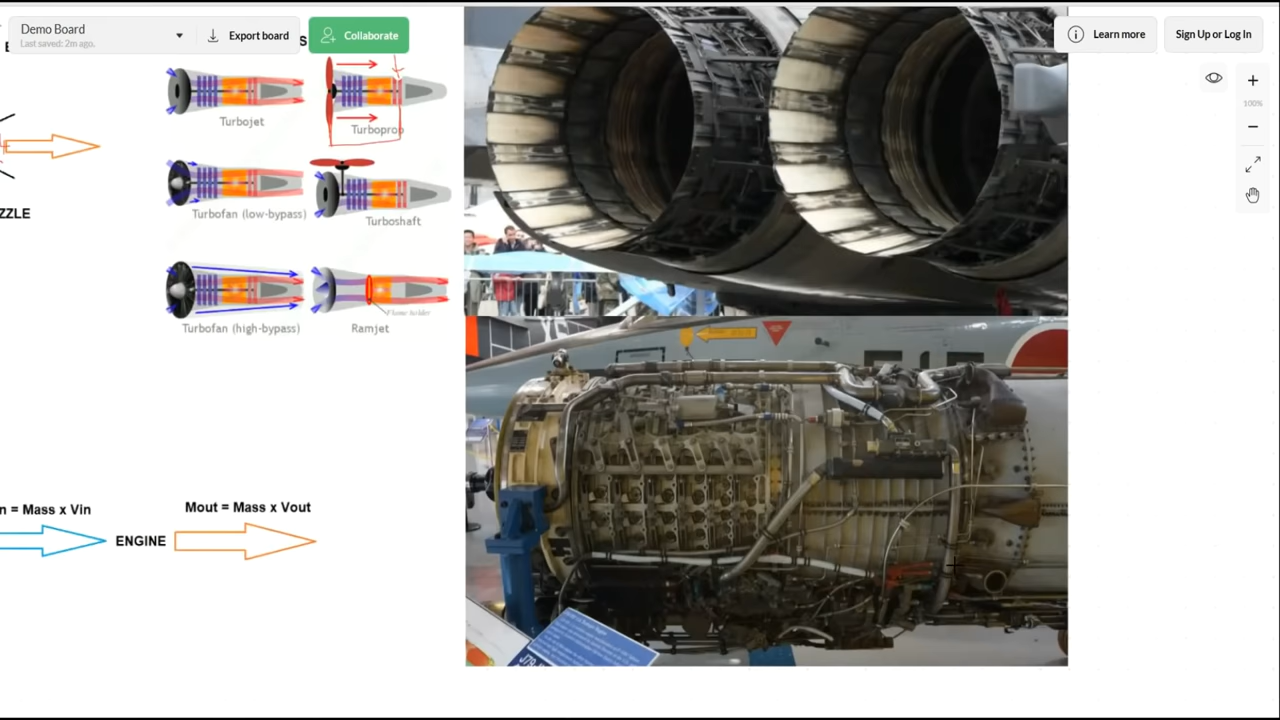 Demo Board
Last saved: 2m ago.
Export board
S
Collaborate
Learn more
Sign Up or Log In
100%
Turbojet
Turboprop
Turbofan (low-bypass)
Turboshaft
Turbofan (high-bypass)
Ramjet
Flame holder
ZZLE
n = Mass x Vin
Mout = Mass x Vout
ENGINE
J79